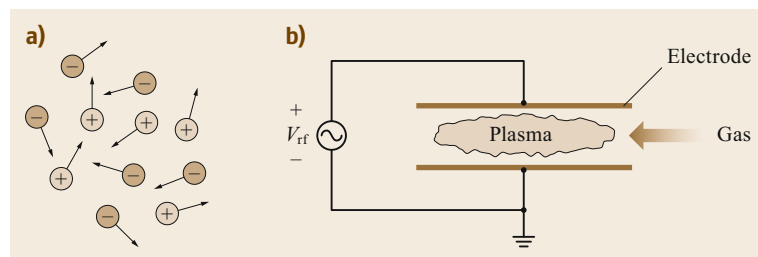 a)
b)
Electrode
+
V_rf
−
Plasma
Gas
− − + + + − + − − − +